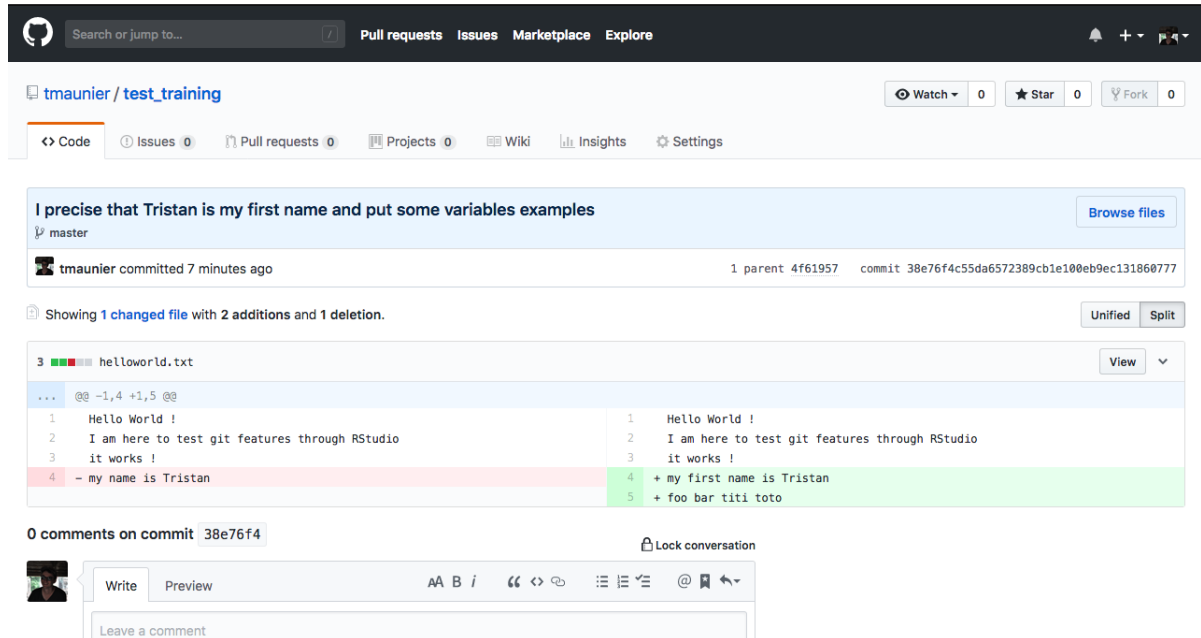 Search or jump to... / Pull requests Issues Marketplace Explore
tmaunier / test_training Watch 0 Star 0 Fork 0
<> Code Issues 0 Pull requests 0 Projects 0 Wiki Insights Settings
I precise that Tristan is my first name and put some variables examples Browse files
master
tmaunier committed 7 minutes ago 1 parent 4f61957 commit 38e76f4c55da6572389cb1e100eb9ec131860777
Showing 1 changed file with 2 additions and 1 deletion. Unified Split
3 helloworld.txt View
... @@ -1,4 +1,5 @@
1 Hello World ! 1 Hello World !
2 I am here to test git features through RStudio 2 I am here to test git features through RStudio
3 it works ! 3 it works !
4 - my name is Tristan 4 + my first name is Tristan
5 + foo bar titi toto
0 comments on commit 38e76f4
Lock conversation
Write Preview AA B i “ <> @
Leave a comment